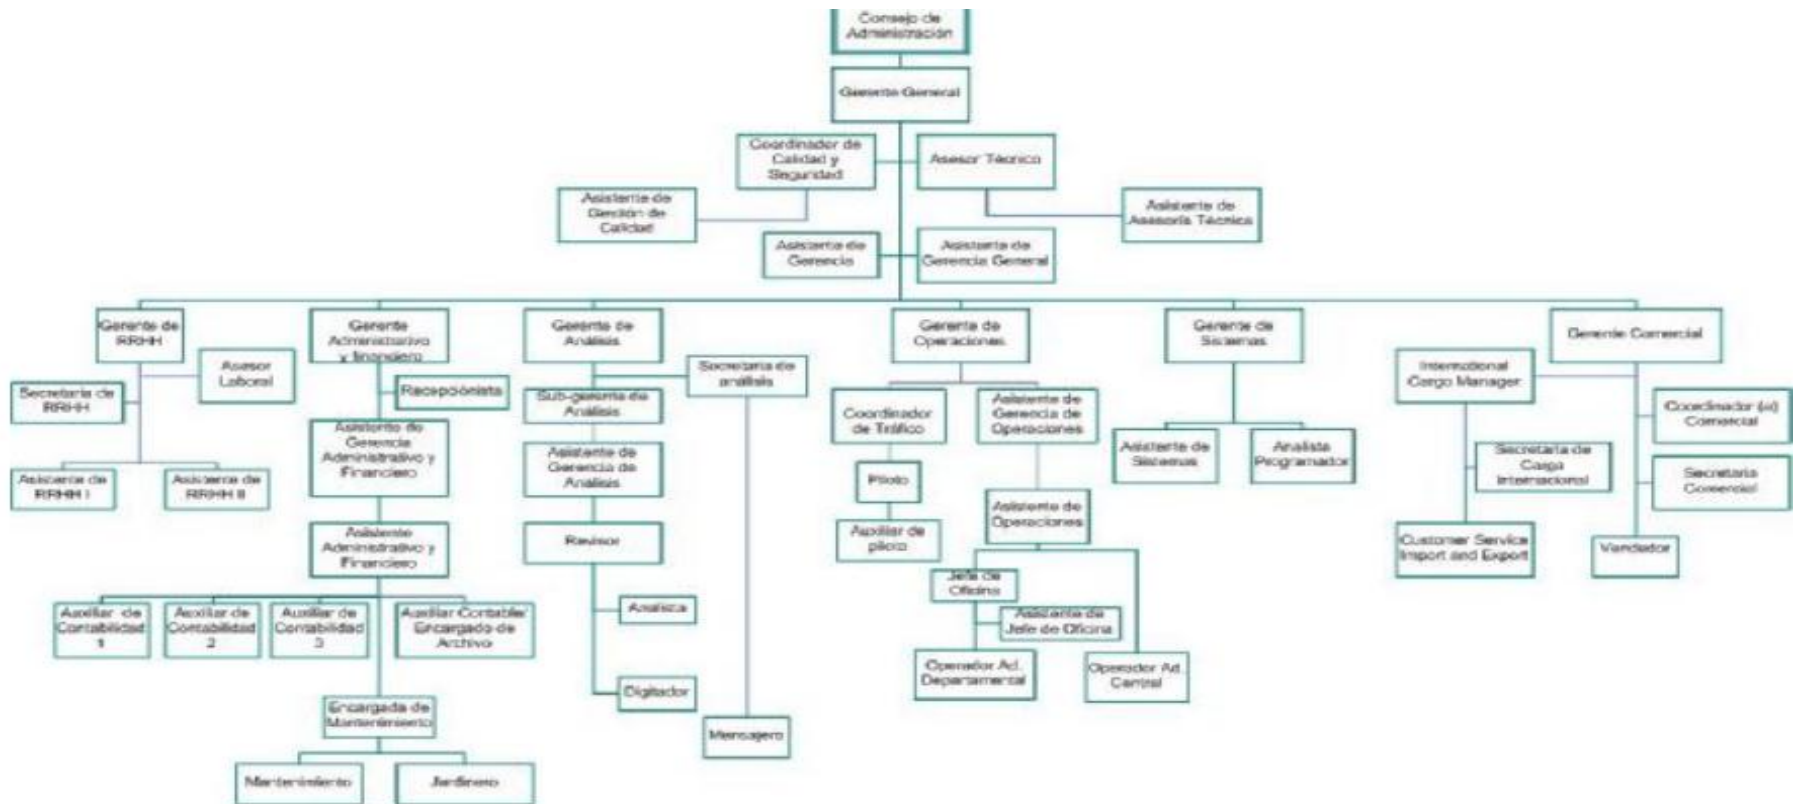 Consejo de
Administración
Gerente General
Coordinador de
Calidad y
Seguridad
Asesor Técnico
Asistente de
Gestión de
Calidad
Asistente de
Asesoría Técnica
Asistente de
Gerencia
Asistente de
Gerencia General
Gerente de
RRHH
Gerente
Administrativo
y financiero
Gerente de
Análisis
Gerente de
Operaciones
Gerente de
Sistemas
Gerente Comercial
Secretaria de
RRHH
Asesor
Laboral
Asistente de
RRHH I
Asistente de
RRHH II
Recepcionista
Asistente de
Gerencia
Administrativo y
Financiero
Asistente
Administrativo y
Financiero
Auxiliar de
Contabilidad
1
Auxiliar de
Contabilidad
2
Auxiliar de
Contabilidad
3
Auxiliar Contable/
Encargado de
Archivo
Encargada de
Mantenimiento
Mantenimiento
Jardinero
Secretaria de
análisis
Sub-gerente de
Análisis
Asistente de
Gerencia de
Análisis
Revisor
Analista
Digitador
Mensajero
Coordinador
de Tráfico
Piloto
Auxiliar de
piloto
Asistente de
Gerencia de
Operaciones
Asistente de
Operaciones
Jefe de
Oficina
Asistente de
Jefe de Oficina
Operador Ad.
Departamental
Operador Ad.
Central
Asistente de
Sistemas
Analista
Programador
International
Cargo Manager
Coordinador (a)
Comercial
Secretaria de
Carga
Internacional
Secretaria
Comercial
Customer Service
Import and Export
Vendedor